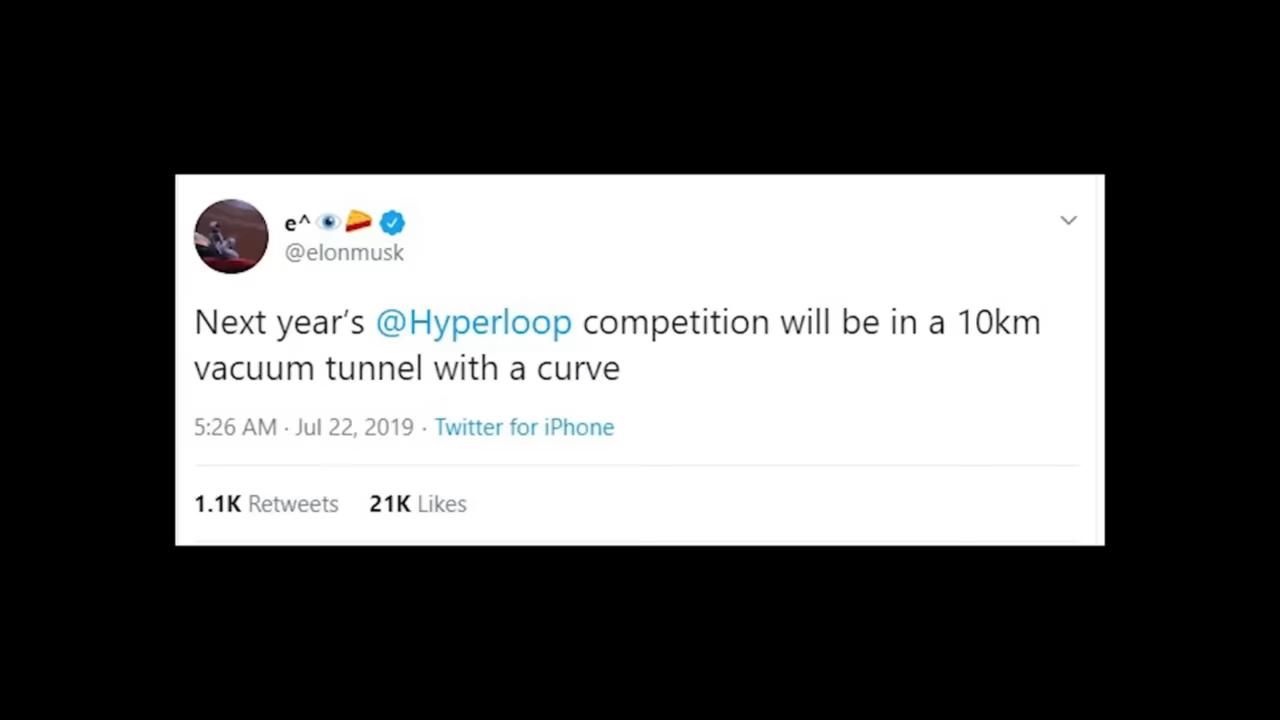 e^👁🥧
@elonmusk
Next year's @Hyperloop competition will be in a 10km
vacuum tunnel with a curve
5:26 AM · Jul 22, 2019 · Twitter for iPhone
1.1K Retweets 21K Likes